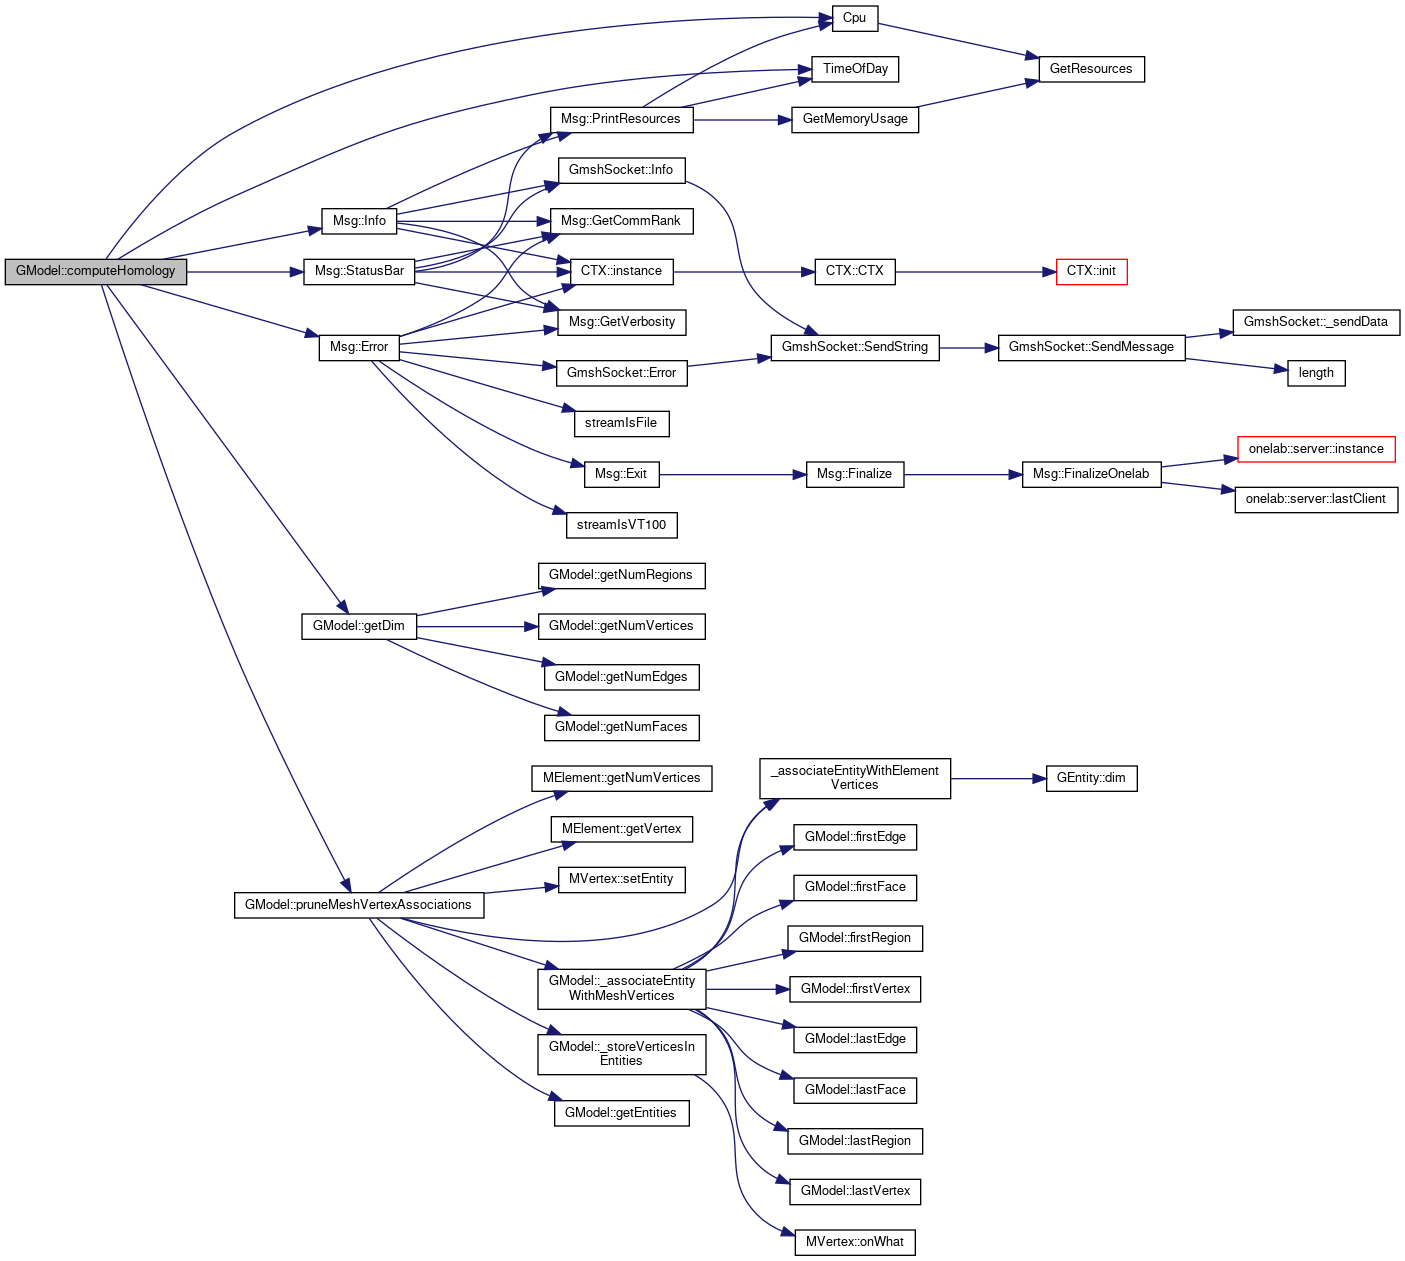 Cpu
TimeOfDay
GetResources
Msg::PrintResources
GetMemoryUsage
GmshSocket::Info
Msg::Info
Msg::GetCommRank
GModel::computeHomology
Msg::StatusBar
CTX::instance
CTX::CTX
CTX::init
Msg::GetVerbosity
GmshSocket::_sendData
Msg::Error
GmshSocket::SendString
GmshSocket::SendMessage
GmshSocket::Error
length
streamIsFile
onelab::server::instance
Msg::Exit
Msg::Finalize
Msg::FinalizeOnelab
onelab::server::lastClient
streamIsVT100
GModel::getNumRegions
GModel::getDim
GModel::getNumVertices
GModel::getNumEdges
GModel::getNumFaces
MElement::getNumVertices
_associateEntityWithElement
Vertices
GEntity::dim
MElement::getVertex
GModel::firstEdge
MVertex::setEntity
GModel::firstFace
GModel::pruneMeshVertexAssociations
GModel::firstRegion
GModel::_associateEntity
WithMeshVertices
GModel::firstVertex
GModel::lastEdge
GModel::_storeVerticesIn
Entities
GModel::lastFace
GModel::getEntities
GModel::lastRegion
GModel::lastVertex
MVertex::onWhat